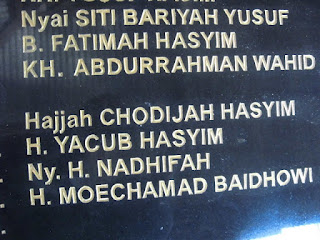 Nyai SITI BARIYAH YUSUF
B. FATIMAH HASYIM
KH. ABDURRAHMAN WAHID
Hajjah CHODIJAH HASYIM
H. YACUB HASYIM
Ny. H. NADHIFAH
H. MOECHAMAD BAIDHOWI